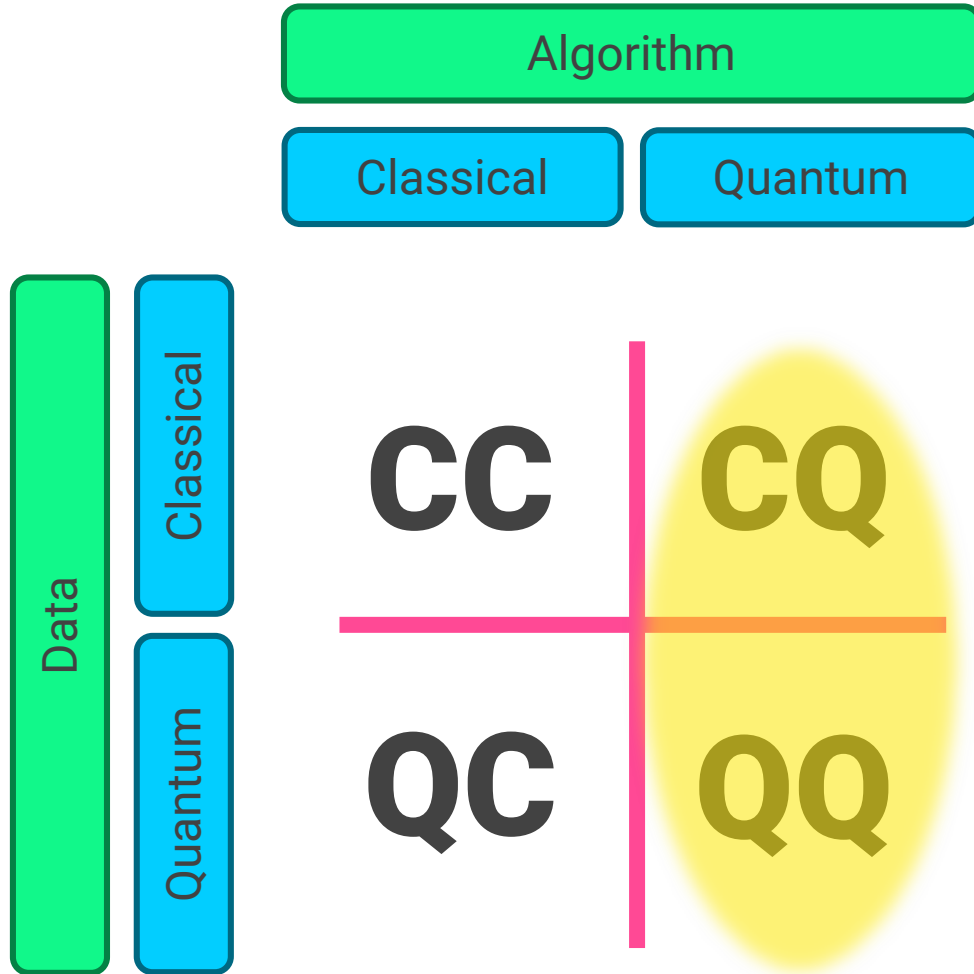 Algorithm
Classical
Quantum
Data
Classical
Quantum
CC
CQ
QC
QQ